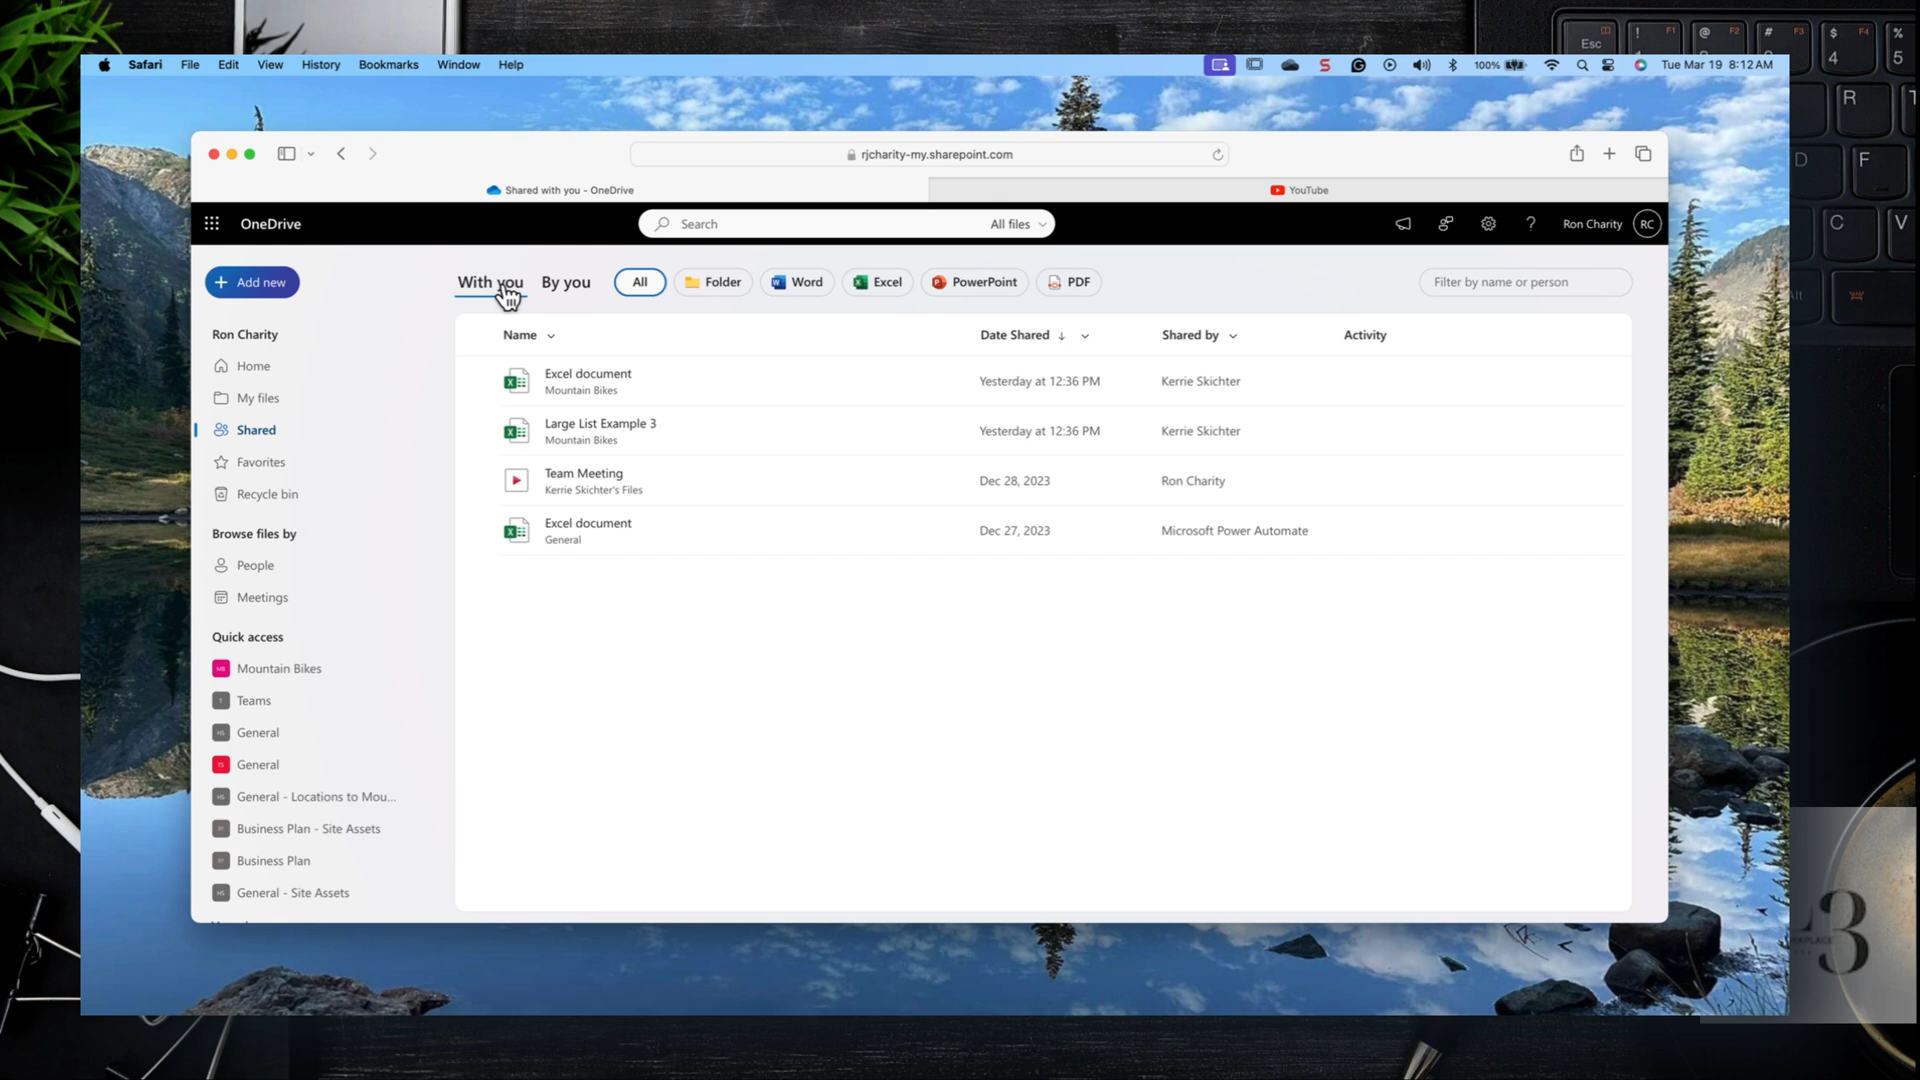 Safari File Edit View History Bookmarks Window Help
100% Tue Mar 19 8:12 AM
rjcharity-my.sharepoint.com
Shared with you - OneDrive
YouTube
OneDrive
Search
All files
Ron Charity
RC
Add new
With you
By you
All
Folder
Word
Excel
PowerPoint
PDF
Filter by name or person
Ron Charity
Home
My files
Shared
Favorites
Recycle bin
Browse files by
People
Meetings
Quick access
Mountain Bikes
Teams
General
General
General - Locations to Mou...
Business Plan - Site Assets
Business Plan
General - Site Assets
Name
Date Shared
Shared by
Activity
Excel document
Mountain Bikes
Yesterday at 12:36 PM
Kerrie Skichter
Large List Example 3
Mountain Bikes
Yesterday at 12:36 PM
Kerrie Skichter
Team Meeting
Kerrie Skichter's Files
Dec 28, 2023
Ron Charity
Excel document
General
Dec 27, 2023
Microsoft Power Automate
Esc
! F1
@ F2
# F3
$ F4
%
4
5
R
D
F
C
V
3